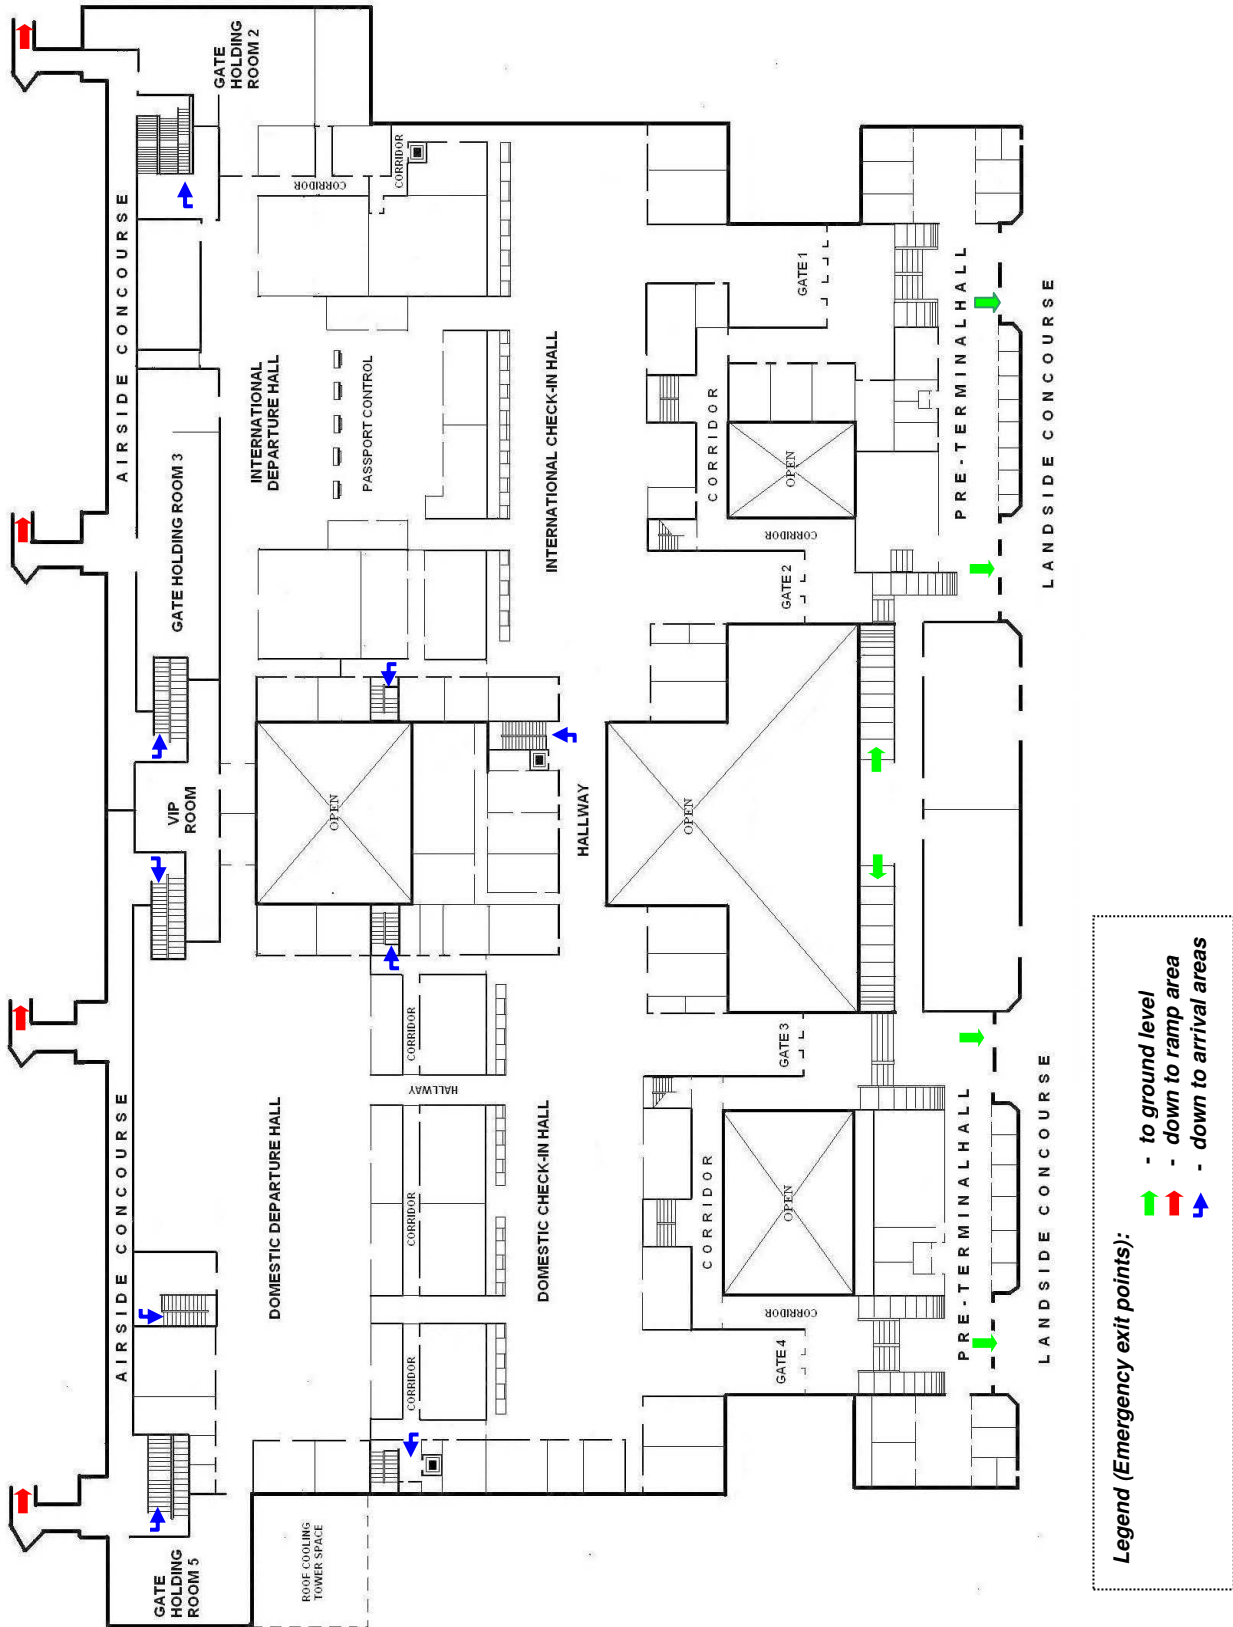 GATE
HOLDING
ROOM 2
AIRSIDE CONCOURSE
CORRIDOR
CORRIDOR
GATE 1
PRE-TERMINALHALL
LANDSIDE CONCOURSE
INTERNATIONAL
DEPARTURE HALL
PASSPORT CONTROL
INTERNATIONAL CHECK-IN HALL
CORRIDOR
OPEN
CORRIDOR
GATE HOLDING ROOM 3
GATE 2
VIP
ROOM
OPEN
HALLWAY
OPEN
AIRSIDE CONCOURSE
DOMESTIC DEPARTURE HALL
CORRIDOR
HALLWAY
CORRIDOR
CORRIDOR
DOMESTIC CHECK-IN HALL
GATE 3
CORRIDOR
OPEN
CORRIDOR
GATE 4
PRE-TERMINALHALL
LANDSIDE CONCOURSE
GATE
HOLDING
ROOM 5
ROOF COOLING
TOWER SPACE
Legend (Emergency exit points):
- to ground level
- down to ramp area
- down to arrival areas